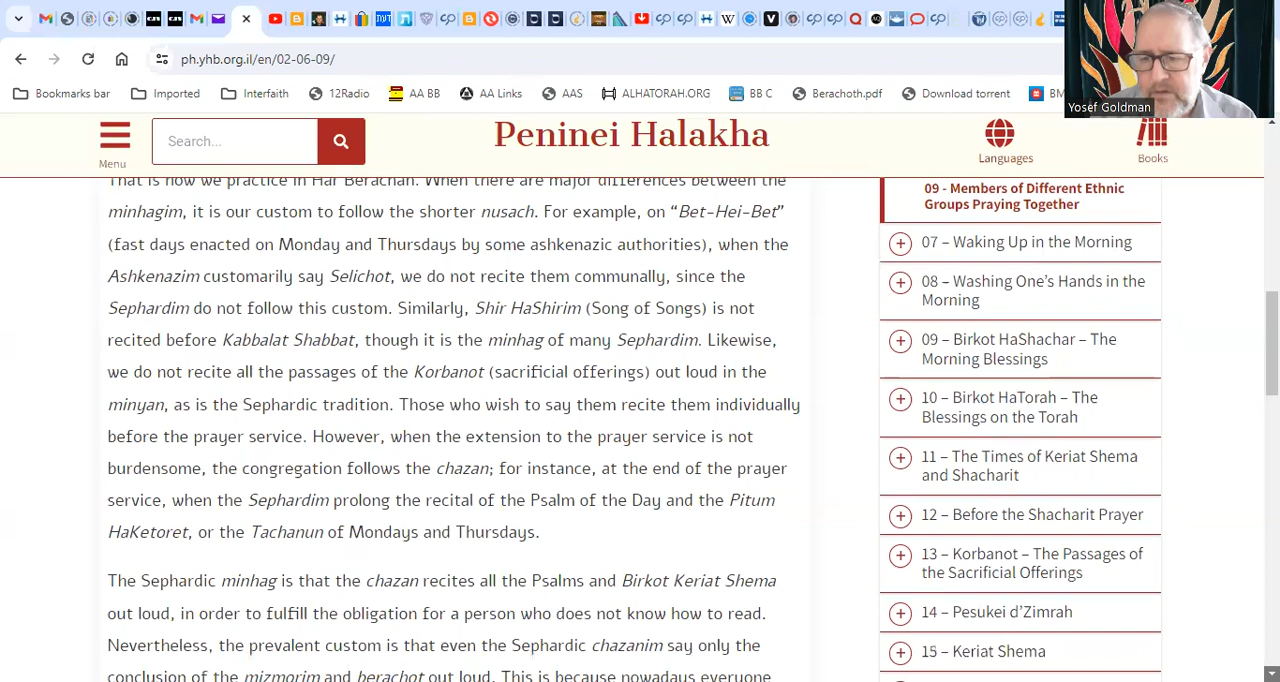 ph.yhb.org.il/en/02-06-09/
Bookmarks bar
Imported
Interfaith
12Radio
AA BB
AA Links
AAS
ALHATORAH.ORG
BB C
Berachoth.pdf
Download torrent
Yosef Goldman
Menu
Search...
Peninei Halakha
Languages
Books
That is how we practice in Har Berachah. When there are major differences between the
minhagim, it is our custom to follow the shorter nusach. For example, on “Bet-Hei-Bet”
(fast days enacted on Monday and Thursdays by some ashkenazic authorities), when the
Ashkenazim customarily say Selichot, we do not recite them communally, since the
Sephardim do not follow this custom. Similarly, Shir HaShirim (Song of Songs) is not
recited before Kabbalat Shabbat, though it is the minhag of many Sephardim. Likewise,
we do not recite all the passages of the Korbanot (sacrificial offerings) out loud in the
minyan, as is the Sephardic tradition. Those who wish to say them recite them individually
before the prayer service. However, when the extension to the prayer service is not
burdensome, the congregation follows the chazan; for instance, at the end of the prayer
service, when the Sephardim prolong the recital of the Psalm of the Day and the Pitum
HaKetoret, or the Tachanun of Mondays and Thursdays.
The Sephardic minhag is that the chazan recites all the Psalms and Birkot Keriat Shema
out loud, in order to fulfill the obligation for a person who does not know how to read.
Nevertheless, the prevalent custom is that even the Sephardic chazanim say only the
conclusion of the mizmorim and berachot out loud. This is because nowadays everyone
09 - Members of Different Ethnic
Groups Praying Together
07 – Waking Up in the Morning
08 – Washing One’s Hands in the
Morning
09 – Birkot HaShachar – The
Morning Blessings
10 – Birkot HaTorah – The
Blessings on the Torah
11 – The Times of Keriat Shema
and Shacharit
12 – Before the Shacharit Prayer
13 – Korbanot – The Passages of
the Sacrificial Offerings
14 – Pesukei d’Zimrah
15 – Keriat Shema